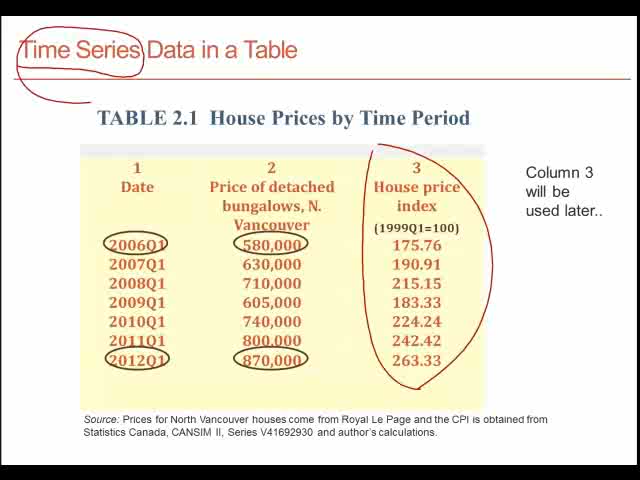 Time Series Data in a Table
TABLE 2.1 House Prices by Time Period
1 2 3
Date Price of detached House price
bungalows, N. index
Vancouver (1999Q1=100)
2006Q1 580,000 175.76
2007Q1 630,000 190.91
2008Q1 710,000 215.15
2009Q1 605,000 183.33
2010Q1 740,000 224.24
2011Q1 800,000 242.42
2012Q1 870,000 263.33
Column 3
will be
used later..
Source: Prices for North Vancouver houses come from Royal Le Page and the CPI is obtained from
Statistics Canada, CANSIM II, Series V41692930 and author's calculations.